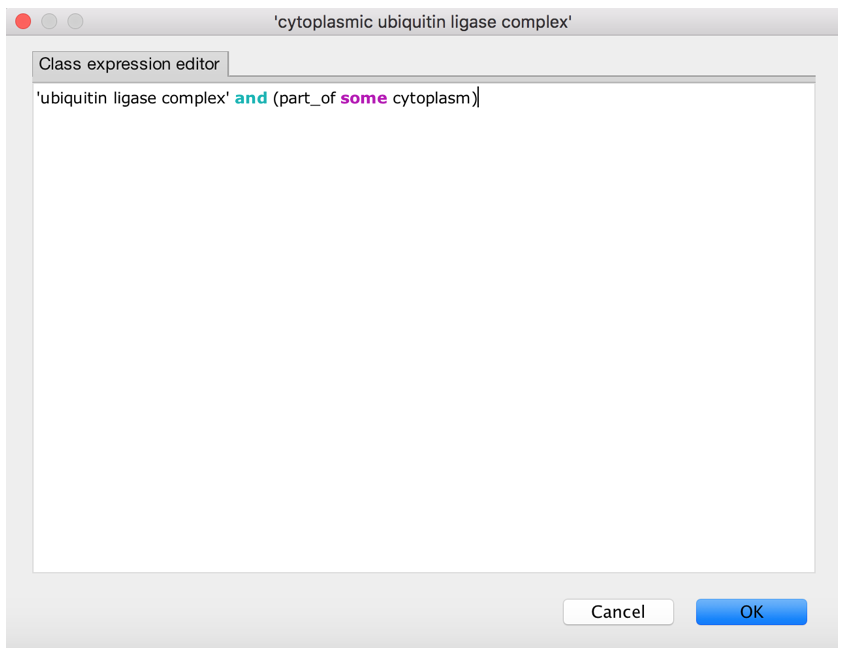 'cytoplasmic ubiquitin ligase complex'
Class expression editor
'ubiquitin ligase complex' and (part_of some cytoplasm)
Cancel
OK